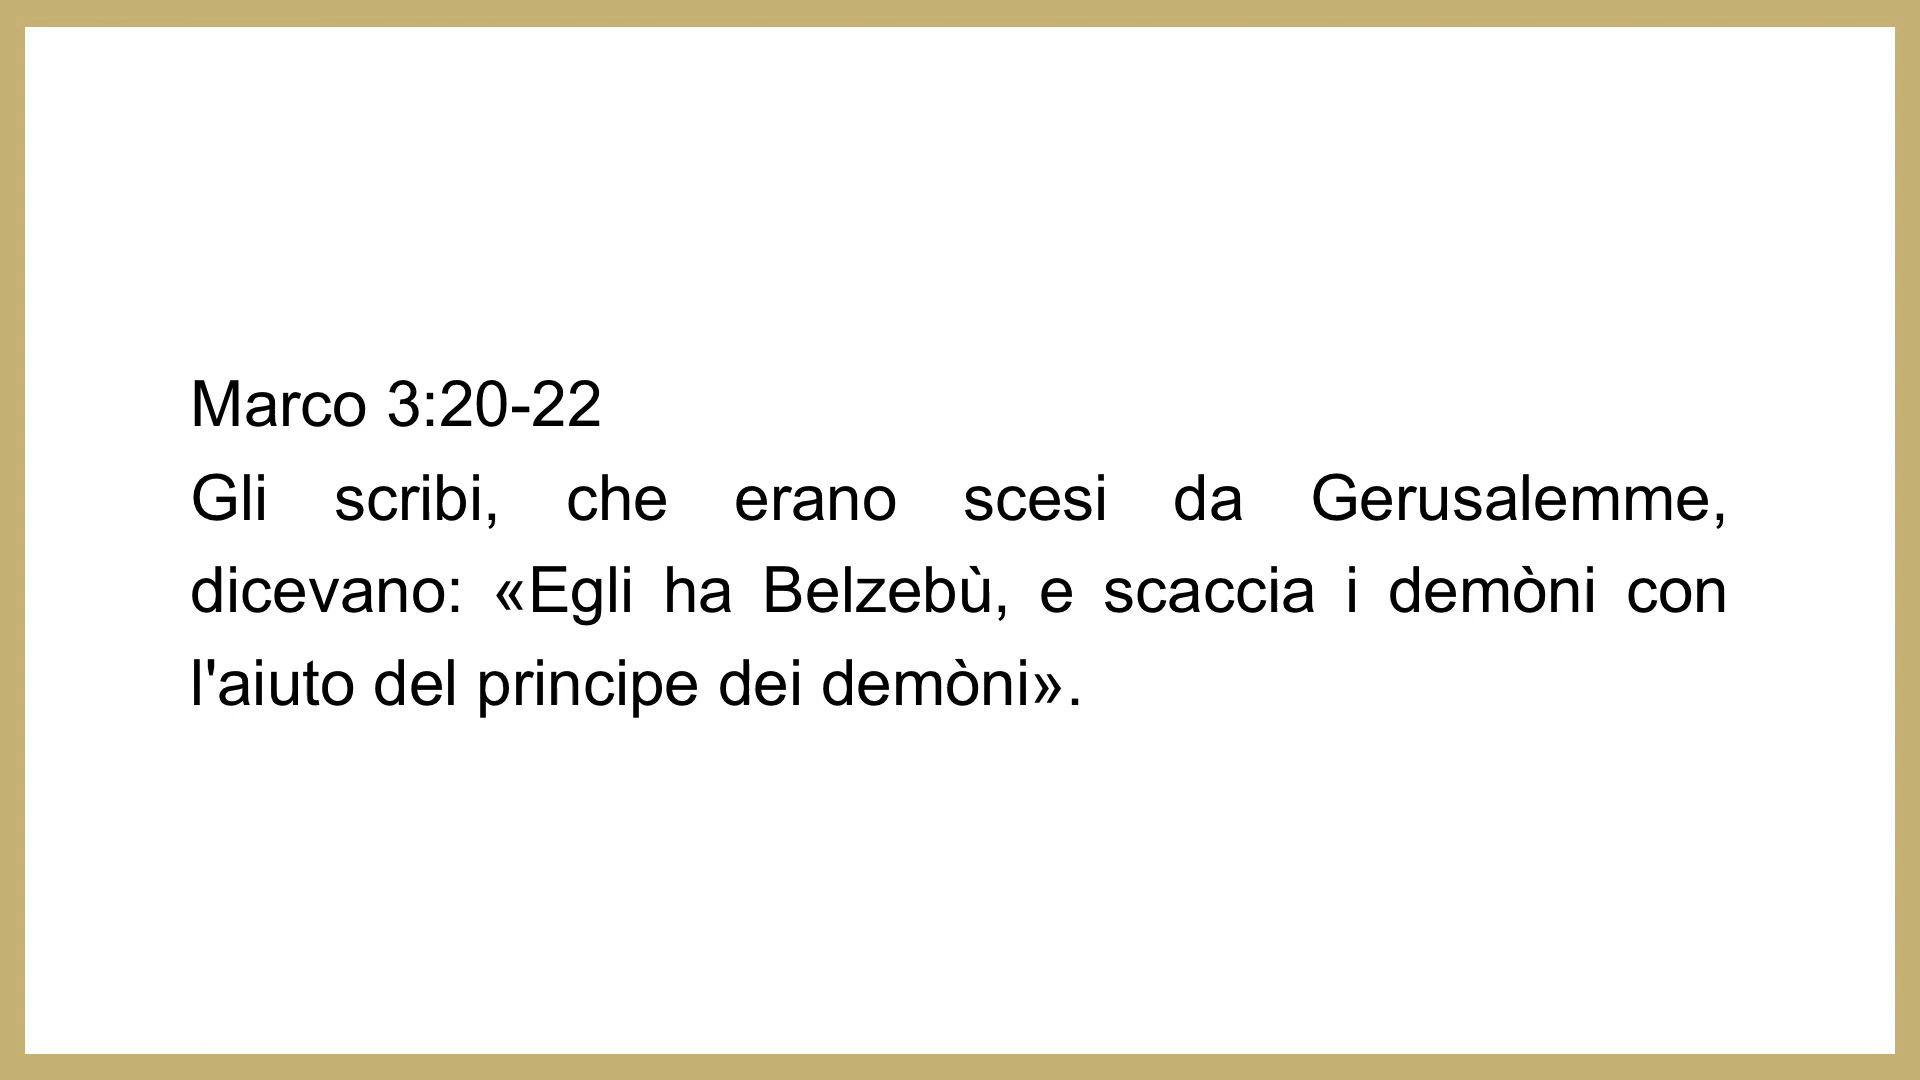 Marco 3:20-22
Gli scribi, che erano scesi da Gerusalemme,
dicevano: «Egli ha Belzebù, e scaccia i demòni con
l'aiuto del principe dei demòni».